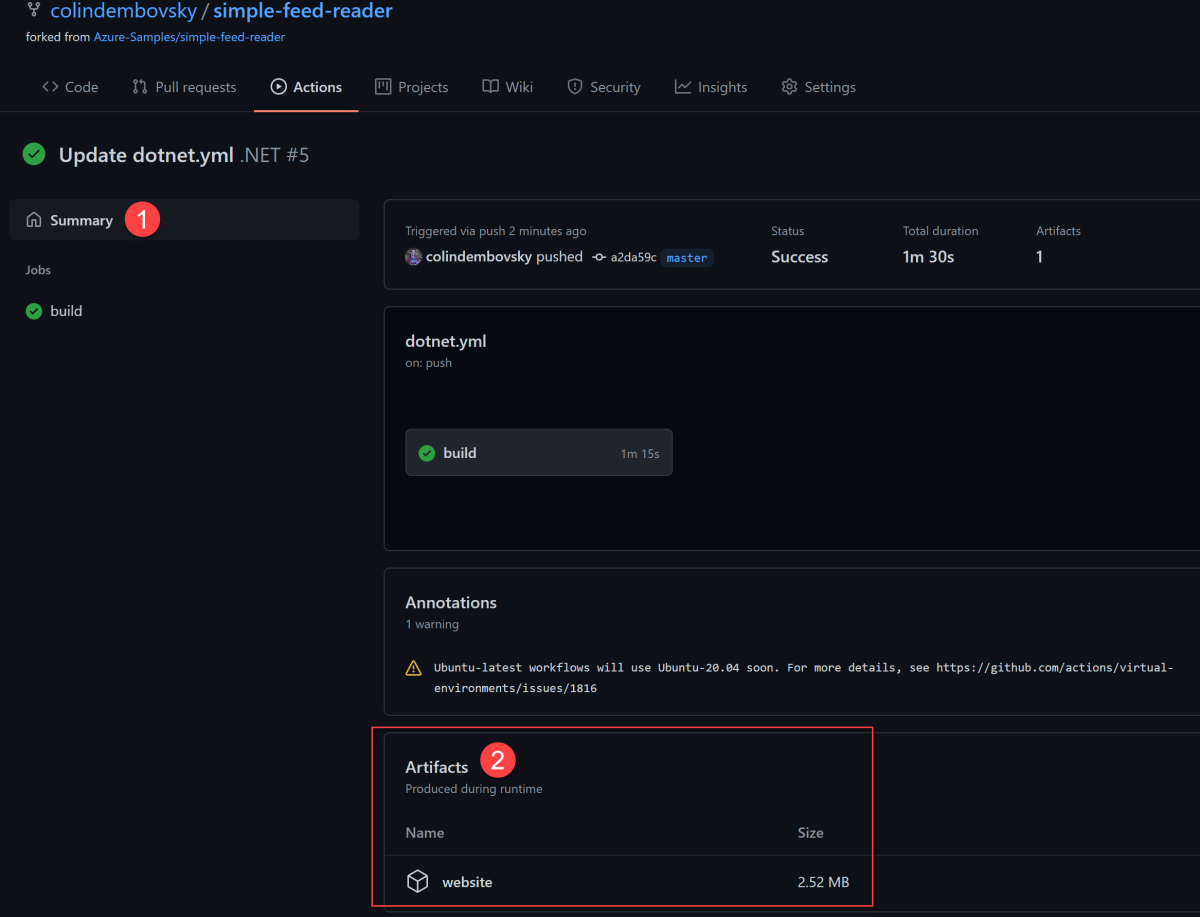 colindembovsky / simple-feed-reader
forked from Azure-Samples/simple-feed-reader
Code Pull requests Actions Projects Wiki Security Insights Settings
Update dotnet.yml .NET #5
Summary 1
Jobs
build
Triggered via push 2 minutes ago Status Total duration Artifacts
colindembovsky pushed a2da59c master Success 1m 30s 1
dotnet.yml
on: push
build 1m 15s
Annotations
1 warning
Ubuntu-latest workflows will use Ubuntu-20.04 soon. For more details, see https://github.com/actions/virtual-
environments/issues/1816
Artifacts 2
Produced during runtime
Name Size
website 2.52 MB